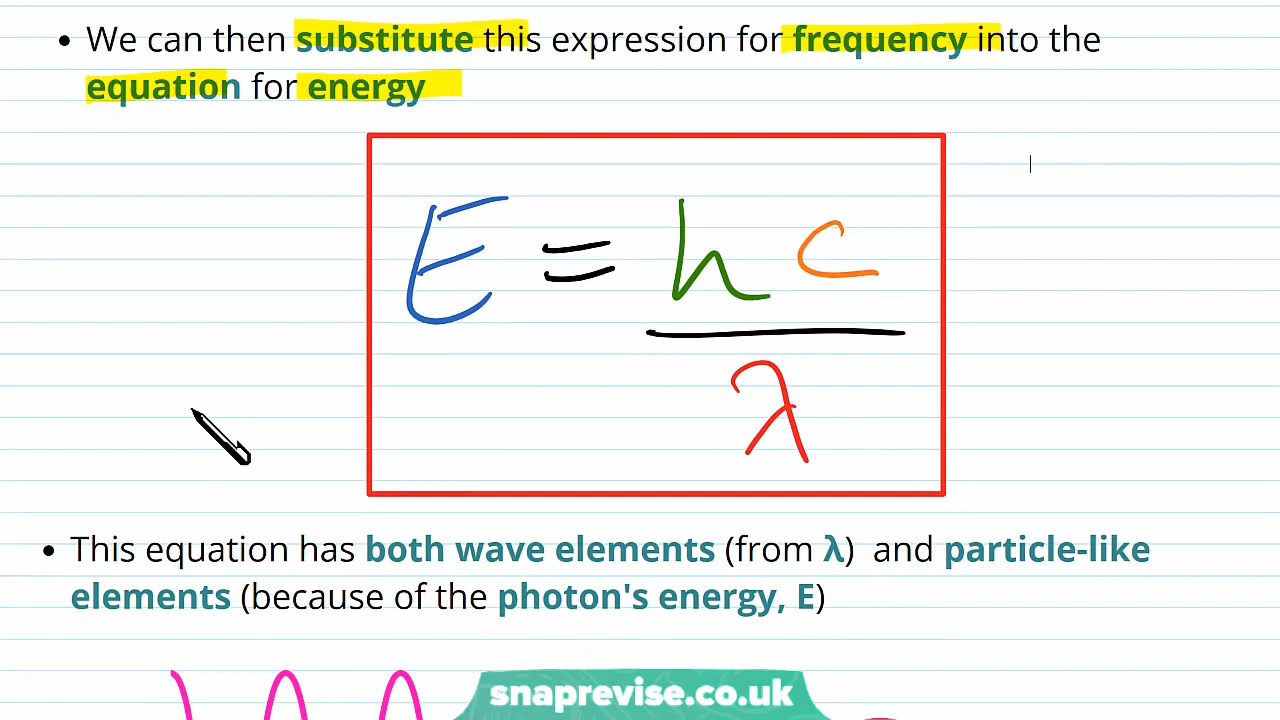 • We can then substitute this expression for frequency into the
equation for energy
E = hc
λ
• This equation has both wave elements (from λ) and particle-like
elements (because of the photon's energy, E)
snaprevise.co.uk